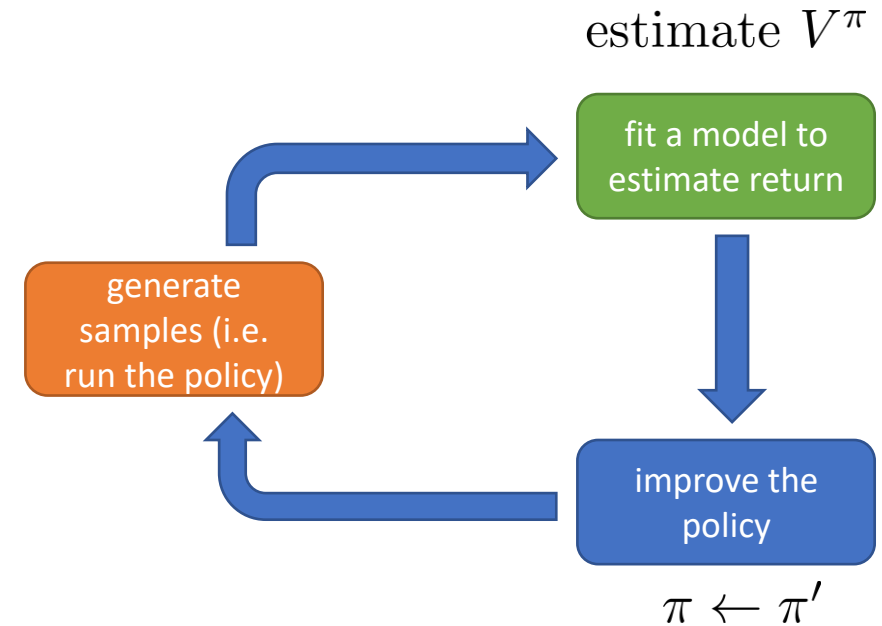 estimate V^π
fit a model to
estimate return
generate
samples (i.e.
run the policy)
improve the
policy
π ← π′